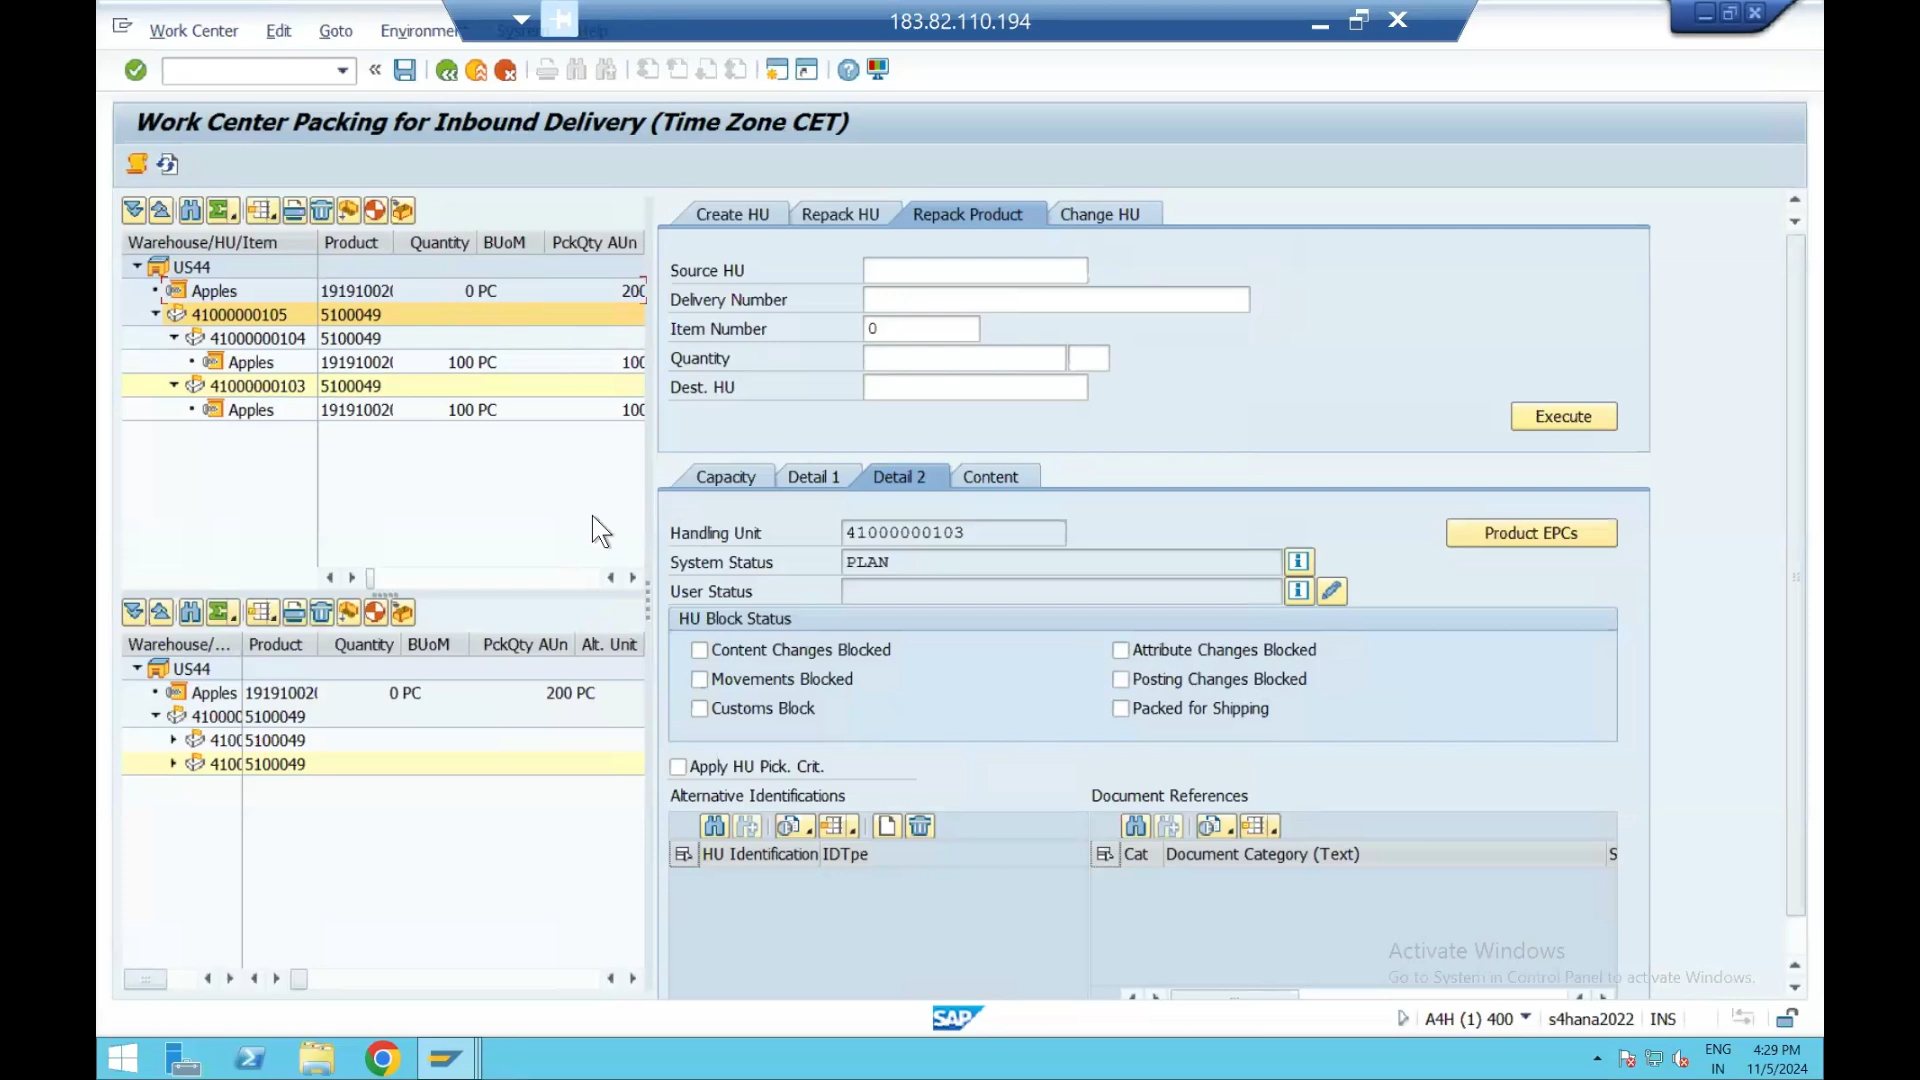 183.82.110.194
Work Center Edit Goto
Work Center Packing for Inbound Delivery (Time Zone CET)
Warehouse/HU/Item Product Quantity BUoM PckQty AUn
US44
Apples 0 PC
41000000105 5100049
41000000104 5100049
Apples 100 PC
41000000103 5100049
Apples 100 PC
Warehouse/... Product Quantity BUoM PckQty AUn Alt. Unit
US44
Apples 0 PC 200 PC
5100049
5100049
5100049
Create HU Repack HU Repack Product Change HU
Source HU
Delivery Number
Item Number 0
Quantity
Dest. HU
Execute
Capacity Detail 1 Detail 2 Content
Handling Unit 41000000103 Product EPCs
System Status PLAN
User Status
HU Block Status
Content Changes Blocked Attribute Changes Blocked
Movements Blocked Posting Changes Blocked
Customs Block Packed for Shipping
Apply HU Pick. Crit.
Alternative Identifications Document References
HU Identification IDTpe Cat Document Category (Text)
Activate Windows
Go to System in Control Panel to activate Windows.
SAP A4H (1) 400 s4hana2022 INS
ENG 4:29 PM
IN 11/5/2024